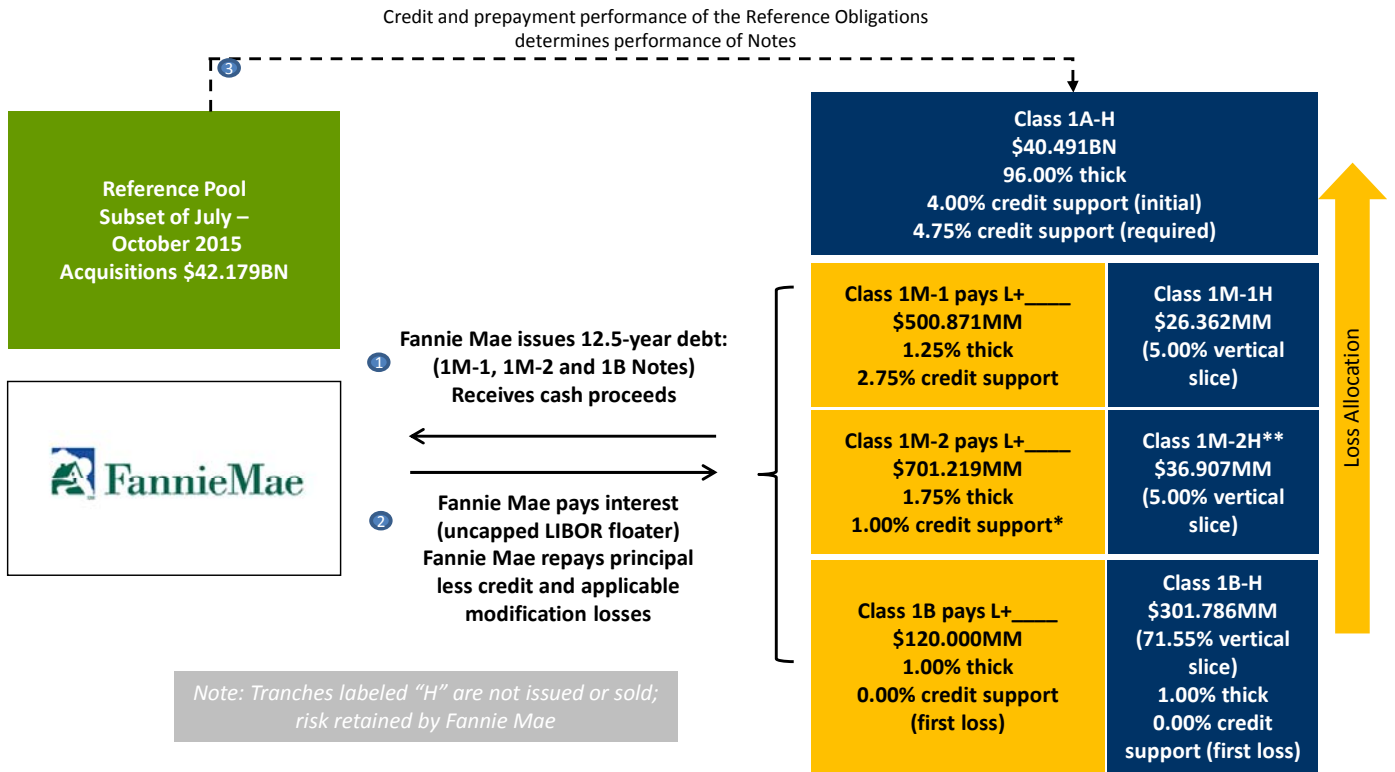 Credit and prepayment performance of the Reference Obligations
determines performance of Notes
3
Reference Pool
Subset of July –
October 2015
Acquisitions $42.179BN
FannieMae
1
Fannie Mae issues 12.5-year debt:
(1M-1, 1M-2 and 1B Notes)
Receives cash proceeds
2
Fannie Mae pays interest
(uncapped LIBOR floater)
Fannie Mae repays principal
less credit and applicable
modification losses
Note: Tranches labeled “H” are not issued or sold;
risk retained by Fannie Mae
Class 1A-H
$40.491BN
96.00% thick
4.00% credit support (initial)
4.75% credit support (required)
Class 1M-1 pays L+____
$500.871MM
1.25% thick
2.75% credit support
Class 1M-1H
$26.362MM
(5.00% vertical
slice)
Class 1M-2 pays L+____
$701.219MM
1.75% thick
1.00% credit support*
Class 1M-2H**
$36.907MM
(5.00% vertical
slice)
Class 1B pays L+____
$120.000MM
1.00% thick
0.00% credit support
(first loss)
Class 1B-H
$301.786MM
(71.55% vertical
slice)
1.00% thick
0.00% credit
support (first loss)
Loss Allocation